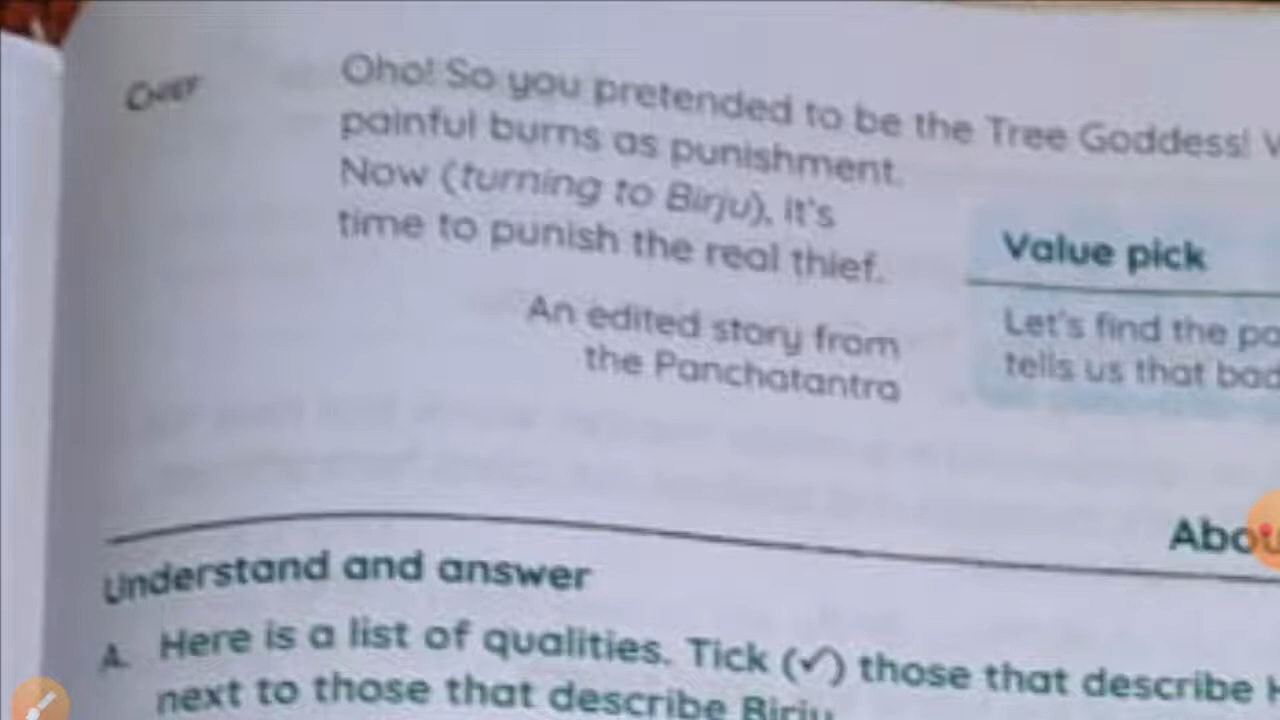 CHIEF Oho! So you pretended to be the Tree Goddess!
painful burns as punishment.
Now (turning to Birju), it's
time to punish the real thief.
An edited story from
the Panchatantra
Value pick
Let's find the
tells us that
Understand and answer
A. Here is a list of qualities. Tick (✓) those that describe
next to those that describe Birju